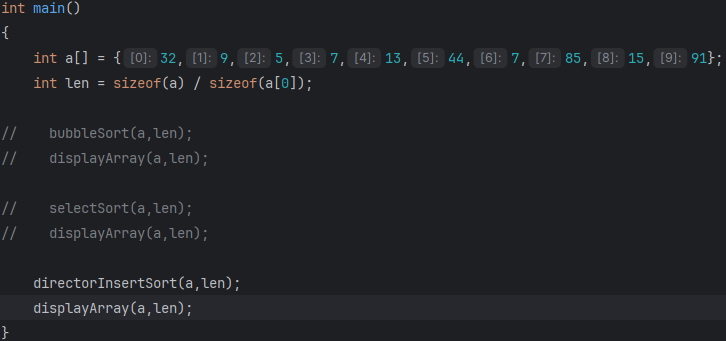 int main()
{
    int a[] = {[0]: 32,[1]: 9,[2]: 5,[3]: 7,[4]: 13,[5]: 44,[6]: 7,[7]: 85,[8]: 15,[9]: 91};
    int len = sizeof(a) / sizeof(a[0]);
//    bubbleSort(a,len);
//    displayArray(a,len);
//    selectSort(a,len);
//    displayArray(a,len);
    directorInsertSort(a,len);
    displayArray(a,len);
}